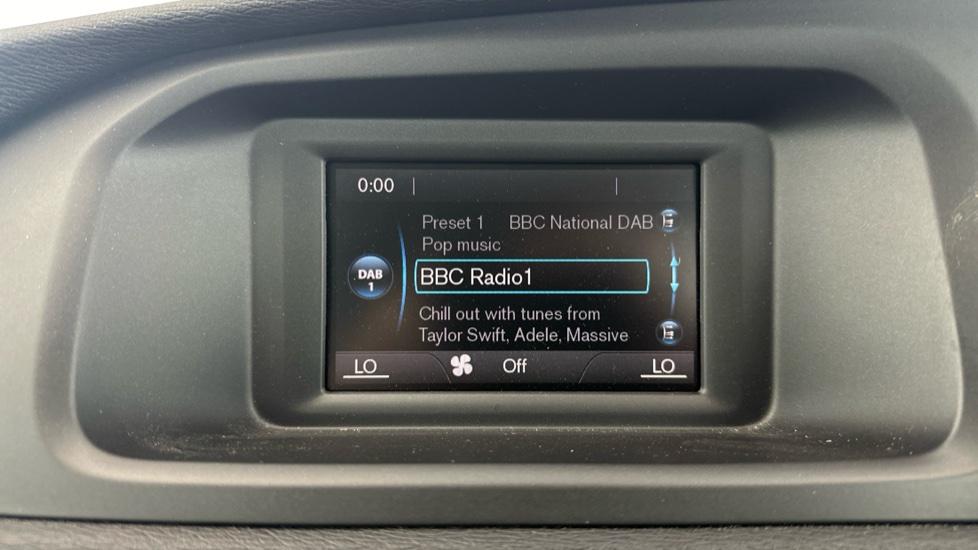 0:00
Preset 1 BBC National DAB
Pop music
DAB
1
BBC Radio1
Chill out with tunes from
Taylor Swift, Adele, Massive
LO Off LO